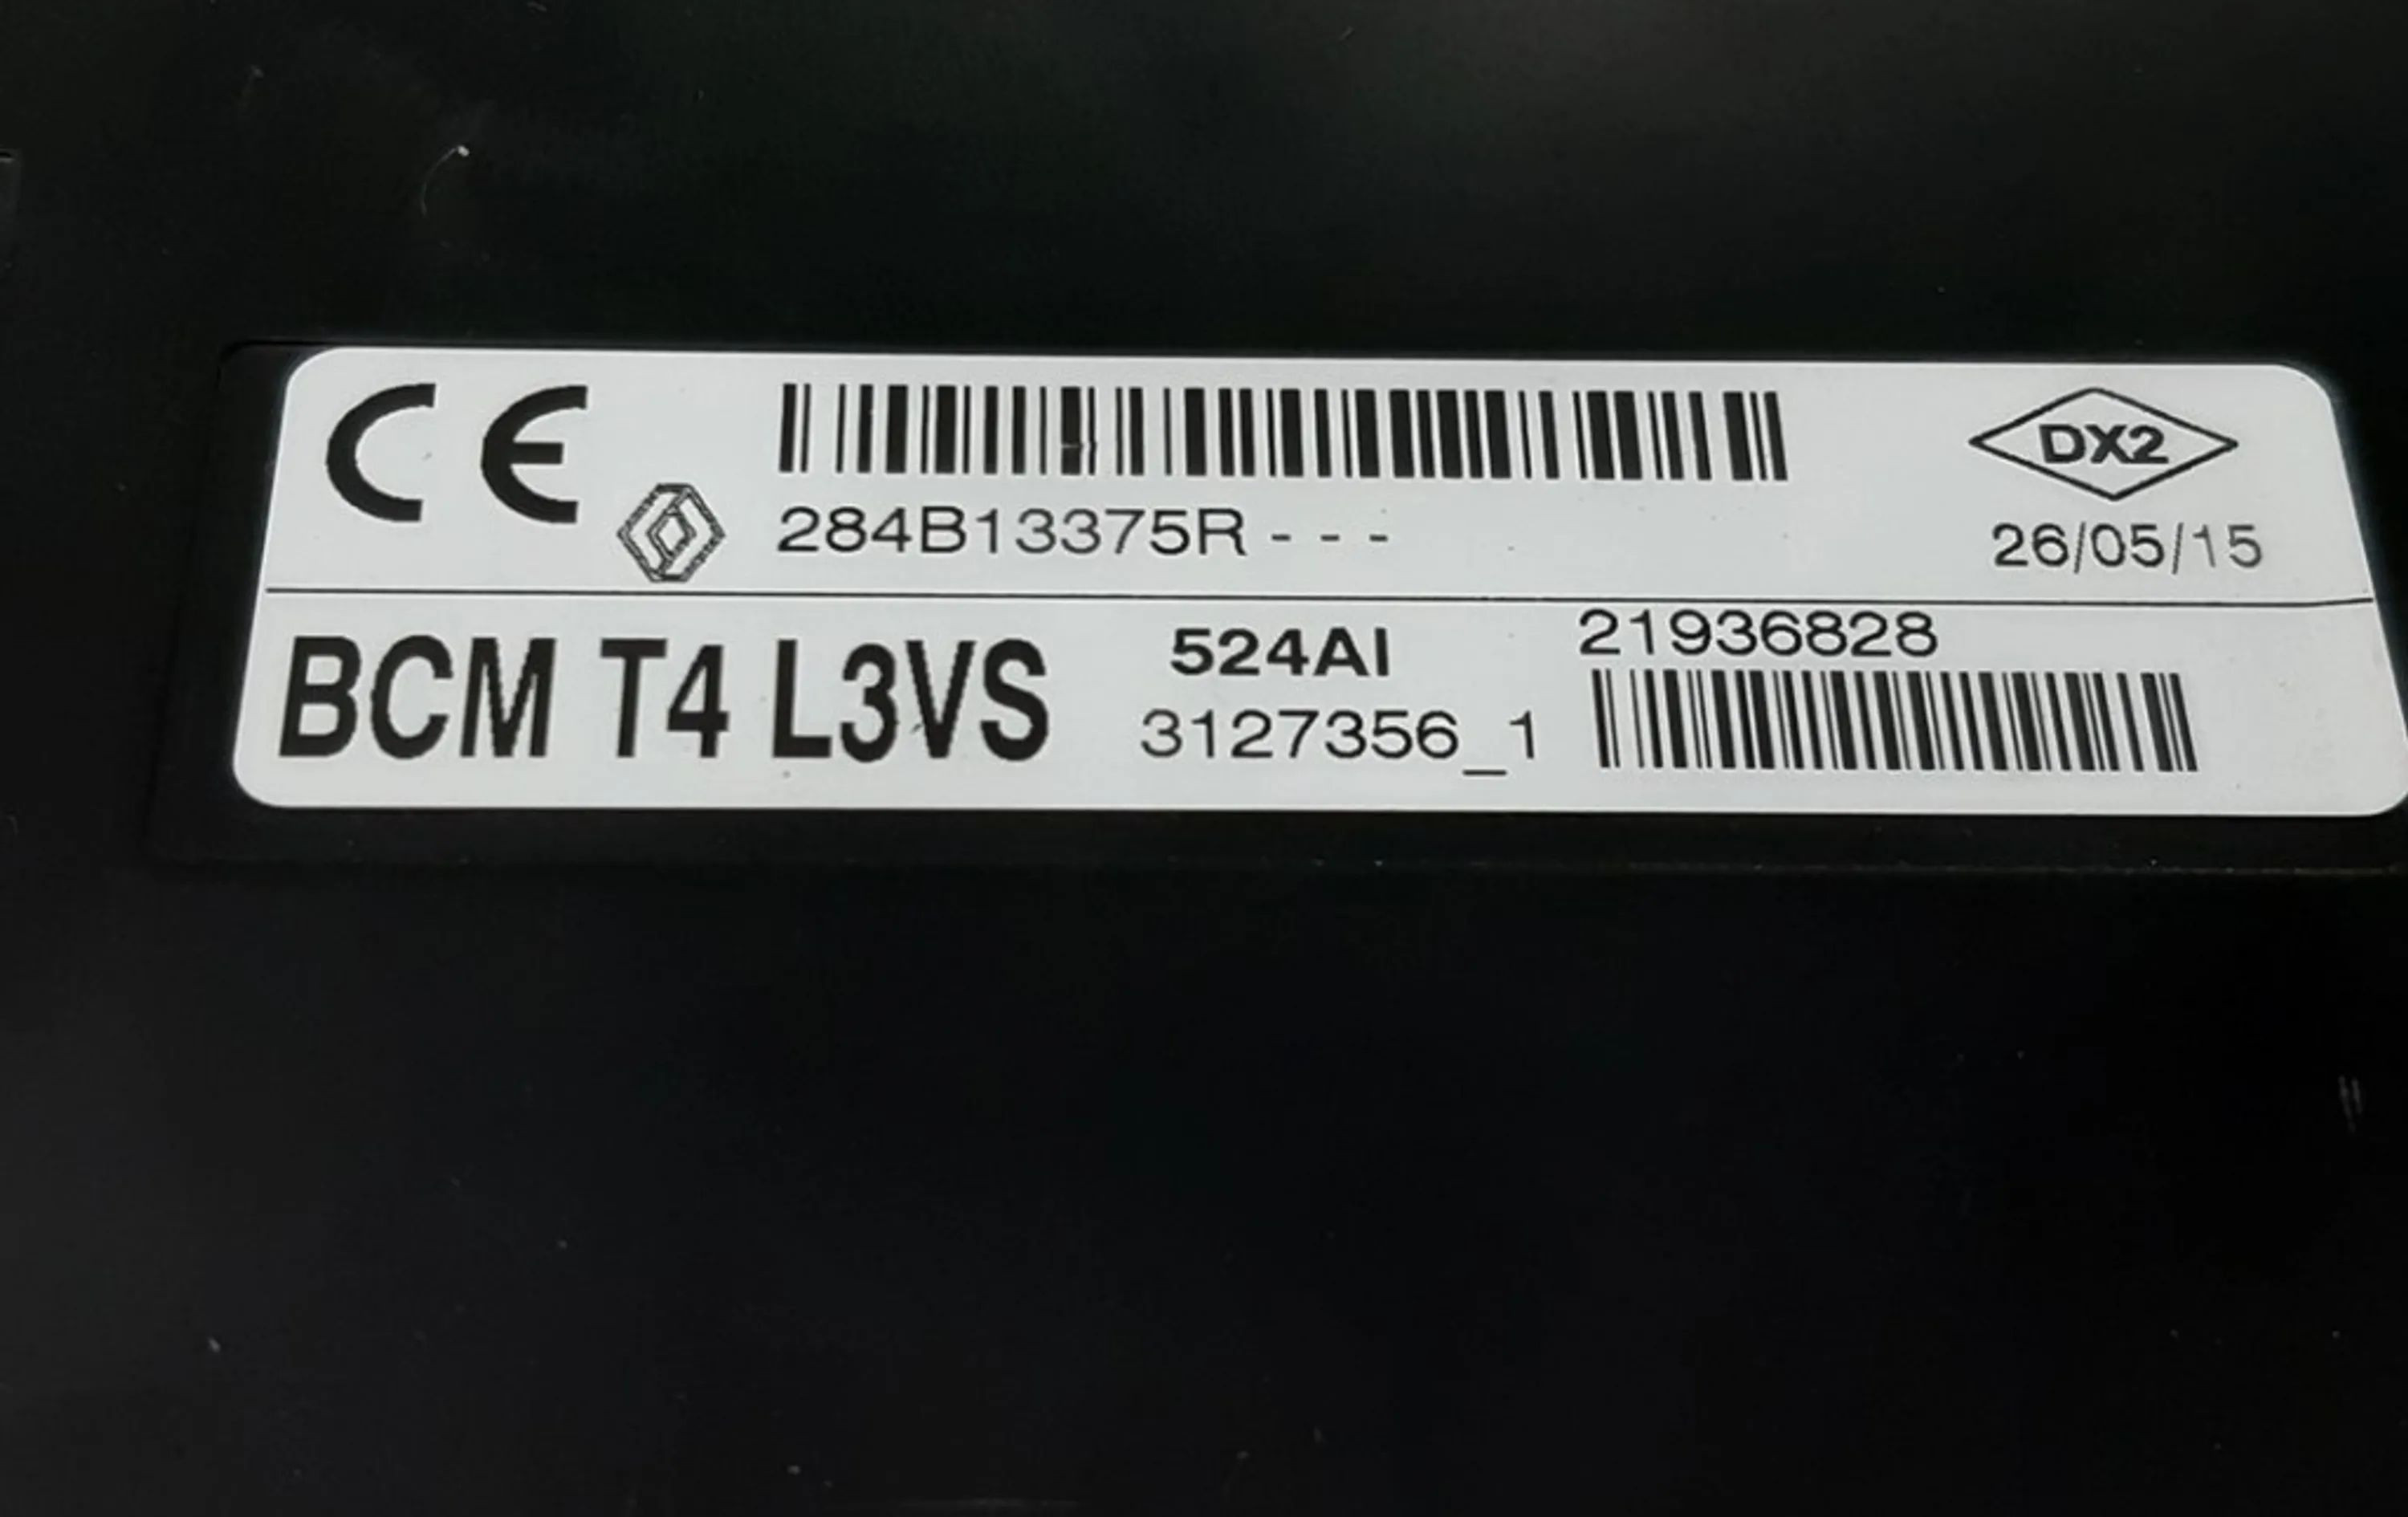 CE
284B13375R - - -
DX2
26/05/15
BCM T4 L3VS
524AI
3127356_1
21936828